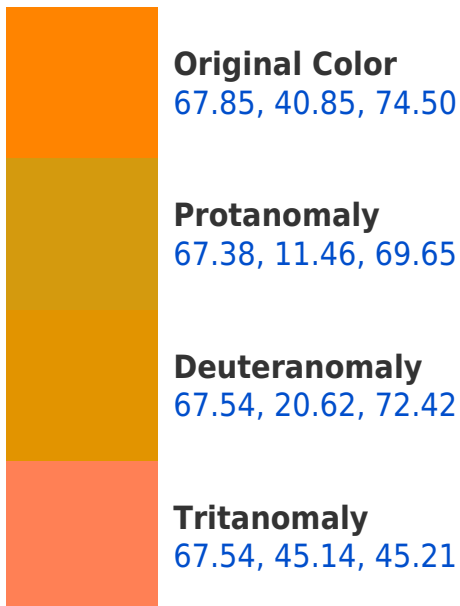 Original Color
67.85, 40.85, 74.50
Protanomaly
67.38, 11.46, 69.65
Deuteranomaly
67.54, 20.62, 72.42
Tritanomaly
67.54, 45.14, 45.21